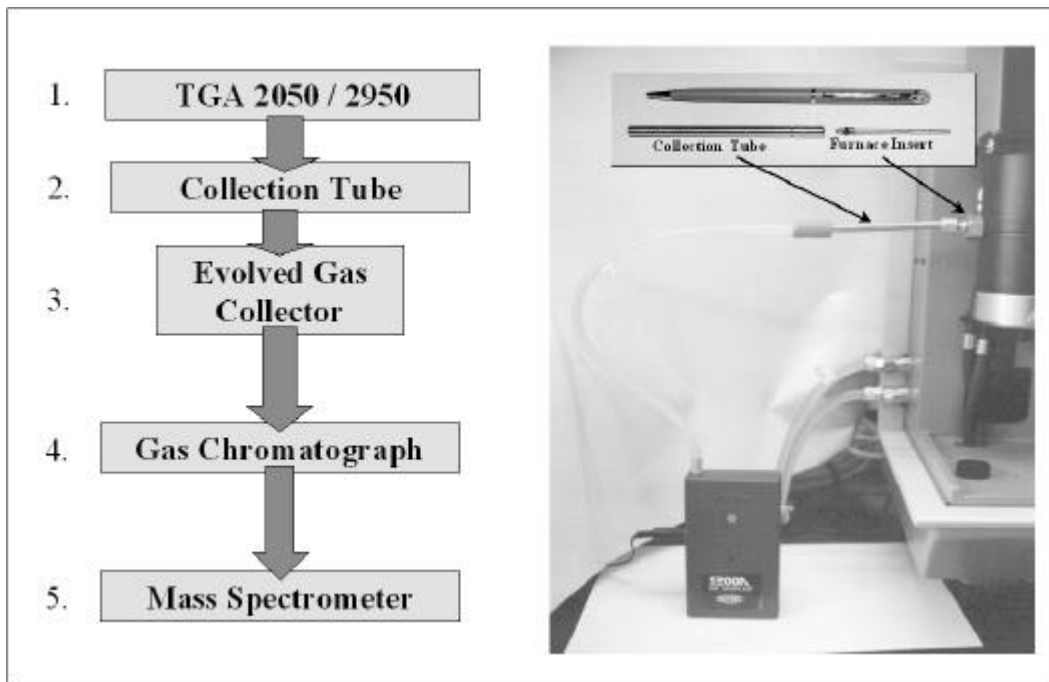 1.
TGA 2050 / 2950
2.
Collection Tube
3.
Evolved Gas
Collector
4.
Gas Chromatograph
5.
Mass Spectrometer
Collection Tube
Furnace Insert